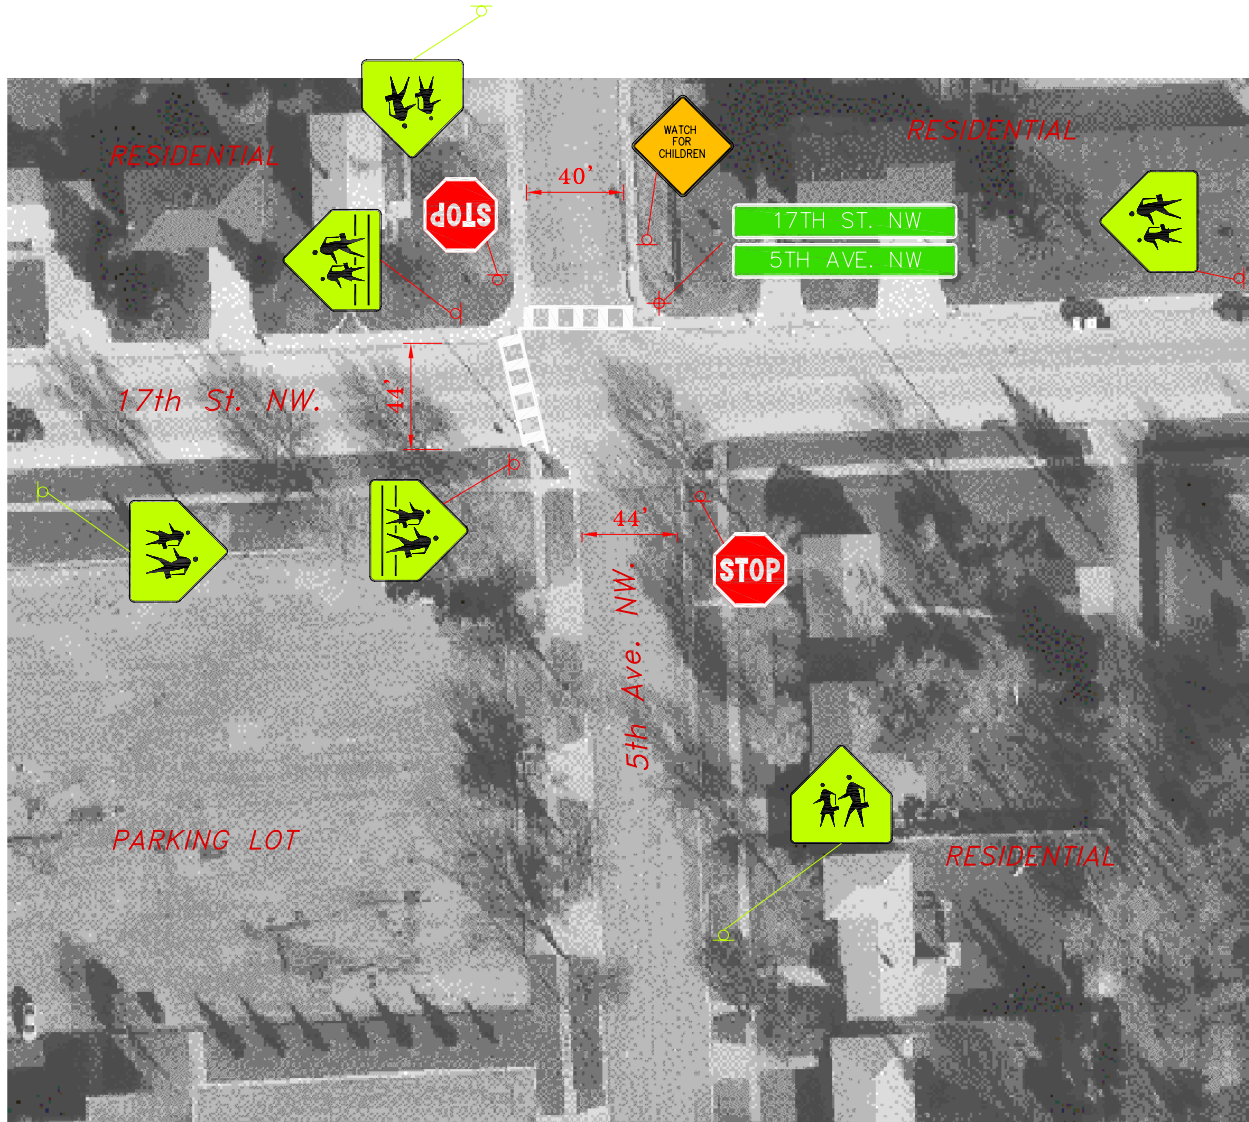 WATCH
FOR
CHILDREN
RESIDENTIAL
RESIDENTIAL
40'
STOP
17TH ST. NW
5TH AVE. NW
17th St. NW.
44'
44'
STOP
5th Ave. NW.
PARKING LOT
RESIDENTIAL